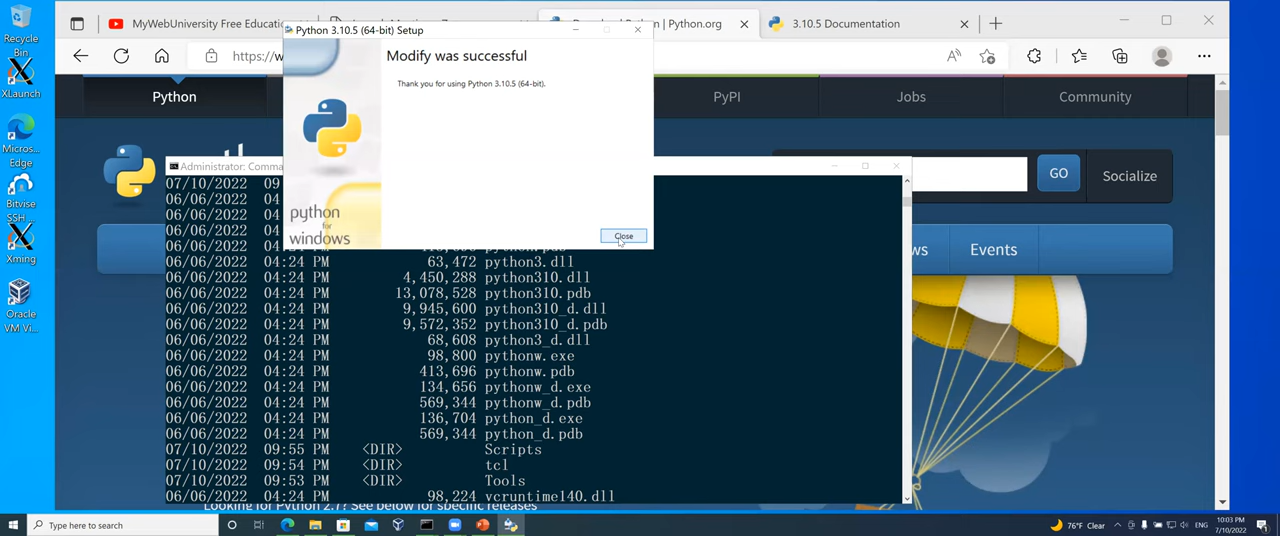 Recycle
Bin
XLaunch
Micros...
Edge
Bitvise
SSH ...
Xming
Oracle
VM Vi...
MyWebUniversity Free Educatio
Python.org
3.10.5 Documentation
https://w
Python
PyPI
Jobs
Community
GO
Socialize
Events
Python 3.10.5 (64-bit) Setup
Modify was successful
Thank you for using Python 3.10.5 (64-bit).
python
for
windows
Close
Administrator: Comma
07/10/2022 09
06/06/2022 04
06/06/2022 04
06/06/2022 04
06/06/2022 04:24 PM 63,472 python3.dll
06/06/2022 04:24 PM 4,450,288 python310.dll
06/06/2022 04:24 PM 13,078,528 python310.pdb
06/06/2022 04:24 PM 9,945,600 python310_d.dll
06/06/2022 04:24 PM 9,572,352 python310_d.pdb
06/06/2022 04:24 PM 68,608 python3_d.dll
06/06/2022 04:24 PM 98,800 pythonw.exe
06/06/2022 04:24 PM 413,696 pythonw.pdb
06/06/2022 04:24 PM 134,656 pythonw_d.exe
06/06/2022 04:24 PM 569,344 pythonw_d.pdb
06/06/2022 04:24 PM 136,704 python_d.exe
06/06/2022 04:24 PM 569,344 python_d.pdb
07/10/2022 09:55 PM <DIR> Scripts
07/10/2022 09:54 PM <DIR> tcl
07/10/2022 09:53 PM <DIR> Tools
06/06/2022 04:24 PM 98,224 vcruntime140.dll
Looking for Python 2.7? See below for specific releases
Type here to search
76°F Clear
ENG
10:03 PM
7/10/2022